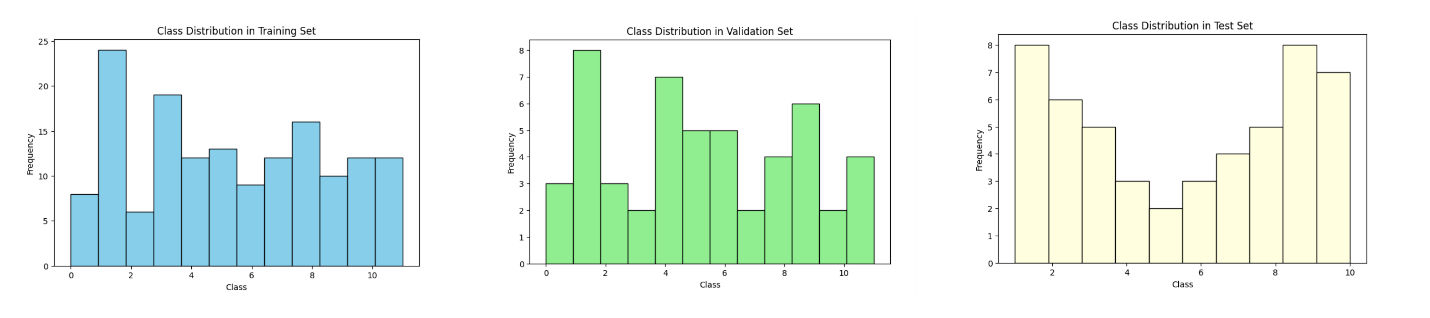 Class Distribution in Training Set
25
20
15
10
5
0
Frequency
0 2 4 6 8 10
Class
Class Distribution in Validation Set
8
7
6
5
4
3
2
1
0
Frequency
0 2 4 6 8 10
Class
Class Distribution in Test Set
8
7
6
5
4
3
2
1
0
Frequency
2 4 6 8 10
Class